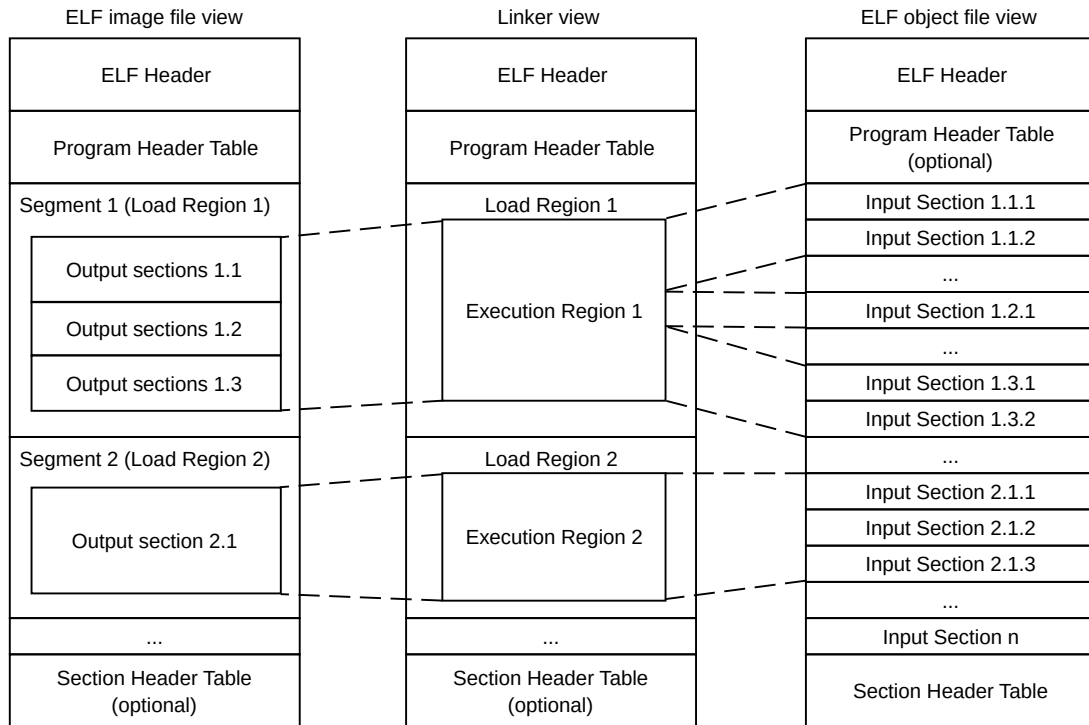 ELF image file view
ELF Header
Program Header Table
Segment 1 (Load Region 1)
Output sections 1.1
Output sections 1.2
Output sections 1.3
Segment 2 (Load Region 2)
Output section 2.1
...
Section Header Table
(optional)
Linker view
ELF Header
Program Header Table
Load Region 1
Execution Region 1
Load Region 2
Execution Region 2
...
Section Header Table
(optional)
ELF object file view
ELF Header
Program Header Table
(optional)
Input Section 1.1.1
Input Section 1.1.2
...
Input Section 1.2.1
...
Input Section 1.3.1
Input Section 1.3.2
...
Input Section 2.1.1
Input Section 2.1.2
Input Section 2.1.3
...
Input Section n
Section Header Table